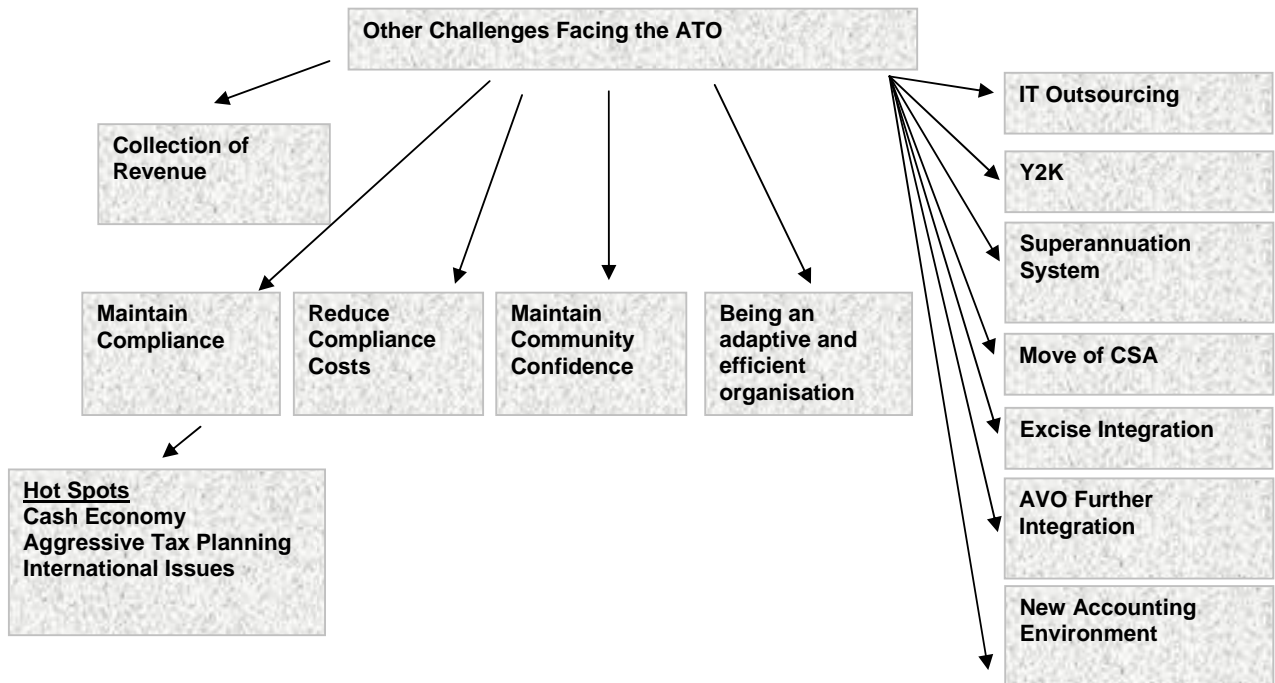 Other Challenges Facing the ATO
Collection of
Revenue
Maintain
Compliance
Reduce
Compliance
Costs
Maintain
Community
Confidence
Being an
adaptive and
efficient
organisation
Hot Spots
Cash Economy
Aggressive Tax Planning
International Issues
IT Outsourcing
Y2K
Superannuation
System
Move of CSA
Excise Integration
AVO Further
Integration
New Accounting
Environment